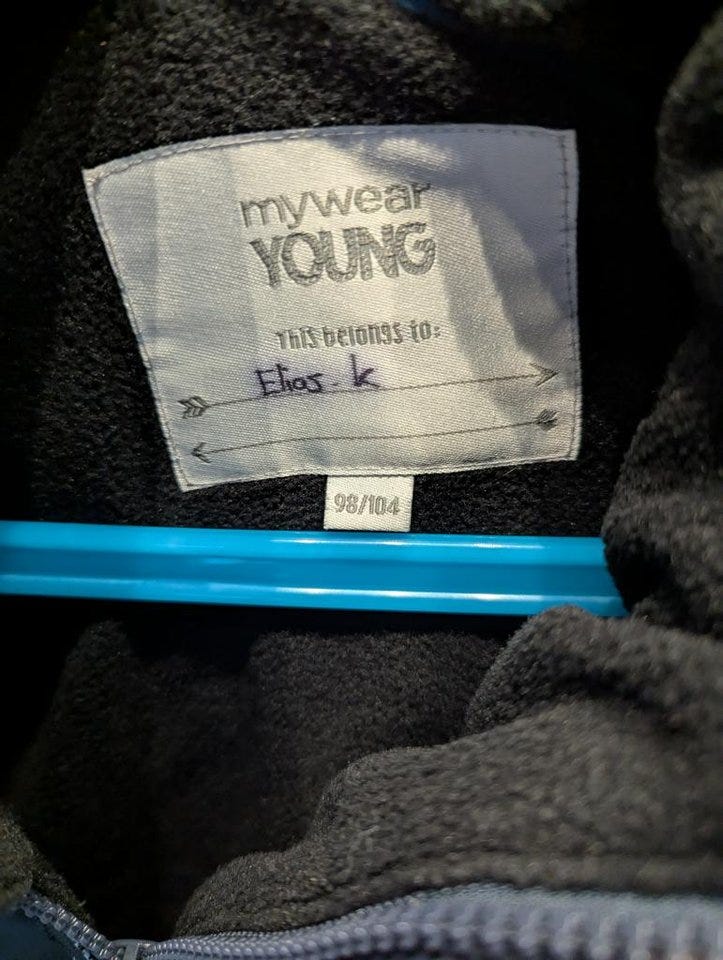 mywear
YOUNG
This belongs to:
Elias. K
98/104